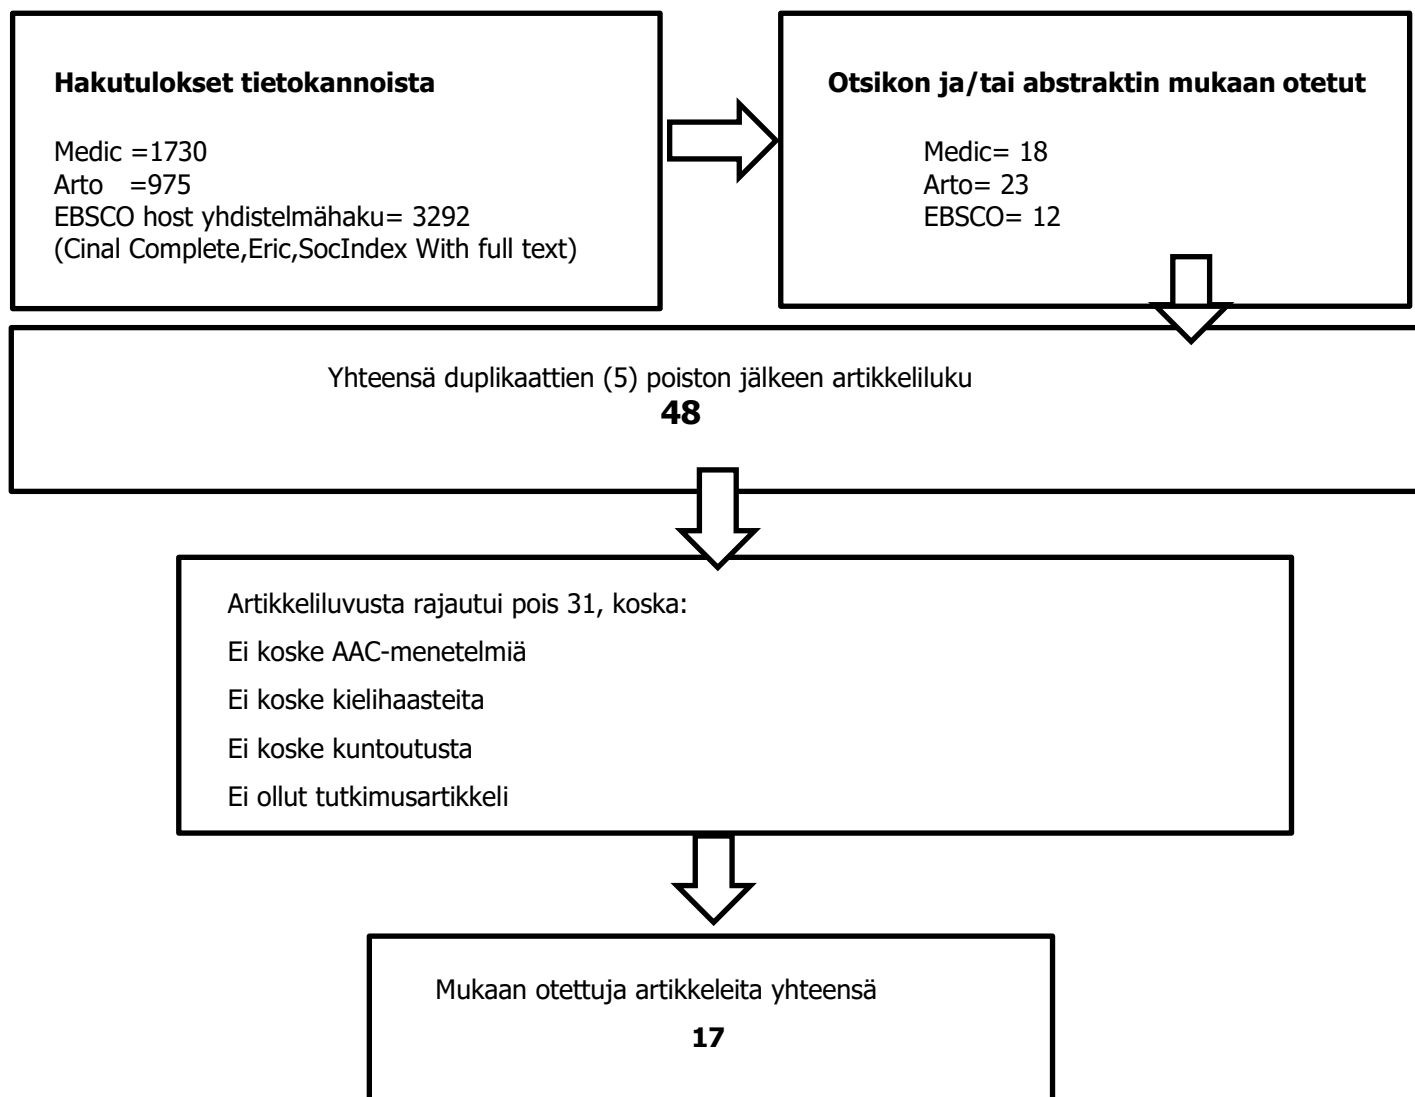 Hakutulokset tietokannoista
Medic =1730
Arto =975
EBSCO host yhdistelmähaku= 3292
(Cinal Complete,Eric,SocIndex With full text)
Otsikon ja/tai abstraktin mukaan otetut
Medic= 18
Arto= 23
EBSCO= 12
Yhteensä duplikaattien (5) poiston jälkeen artikkeliluku
48
Artikkeliluvusta rajautui pois 31, koska:
Ei koske AAC-menetelmiä
Ei koske kielihaasteita
Ei koske kuntoutusta
Ei ollut tutkimusartikkeli
Mukaan otettuja artikkeleita yhteensä
17